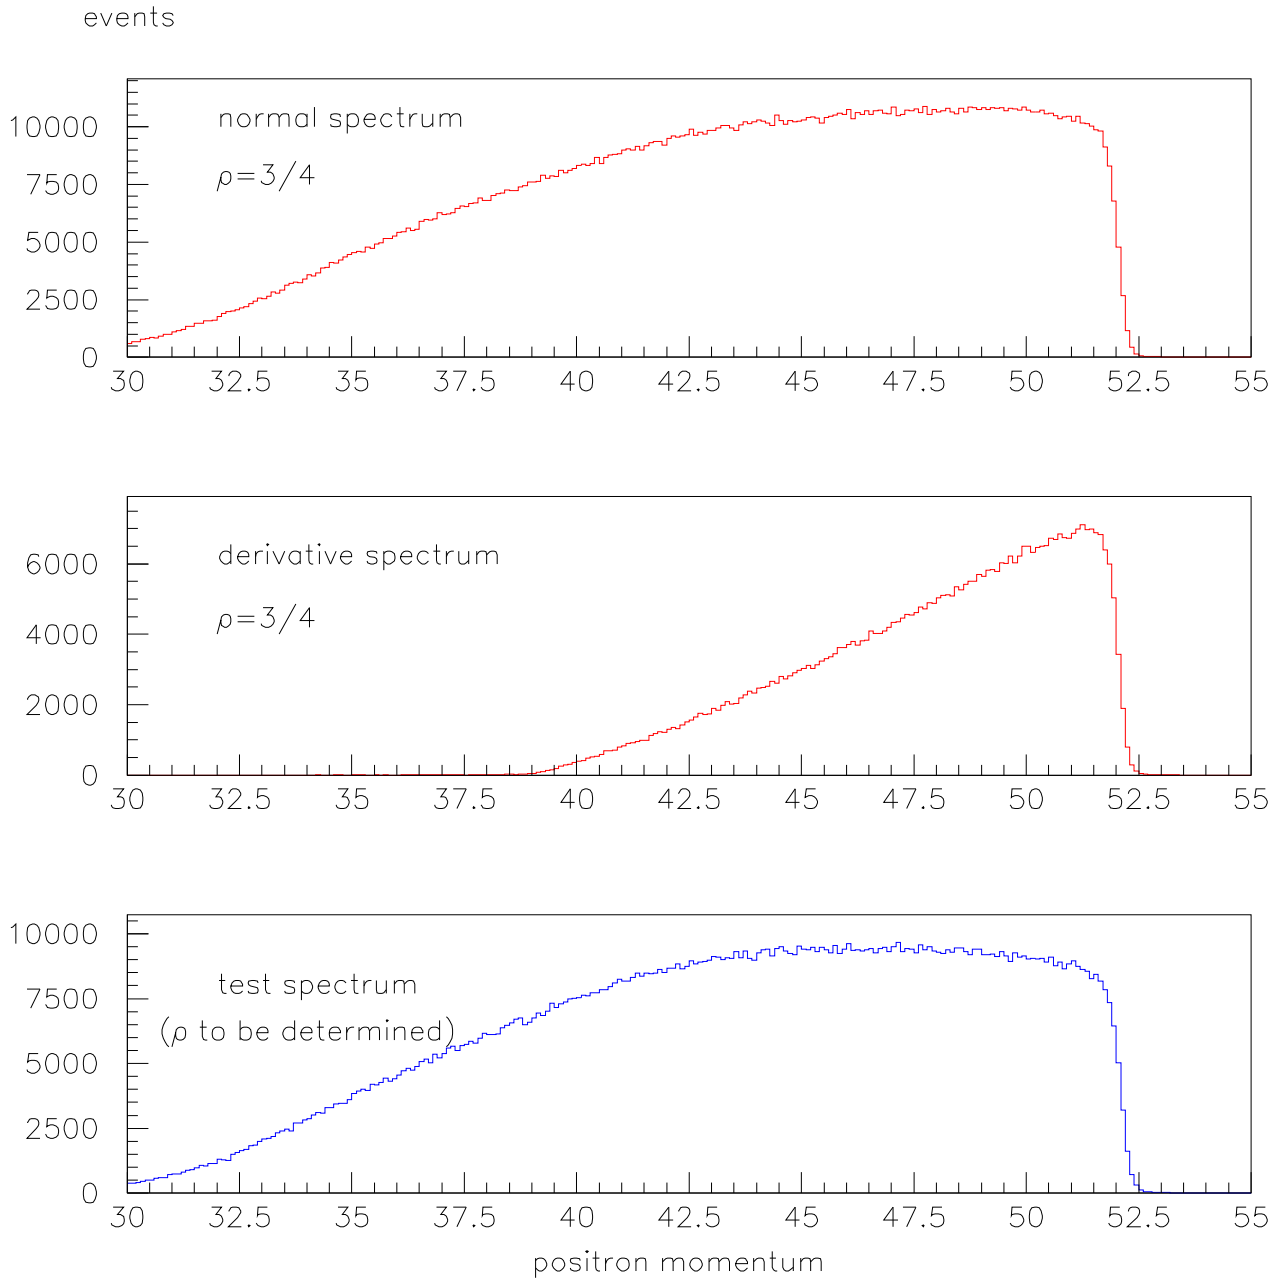 events
normal spectrum
ρ=3/4
10000
7500
5000
2500
0
30 32.5 35 37.5 40 42.5 45 47.5 50 52.5 55
derivative spectrum
ρ=3/4
6000
4000
2000
0
30 32.5 35 37.5 40 42.5 45 47.5 50 52.5 55
10000
test spectrum
7500
(ρ to be determined)
5000
2500
0
30 32.5 35 37.5 40 42.5 45 47.5 50 52.5 55
positron momentum